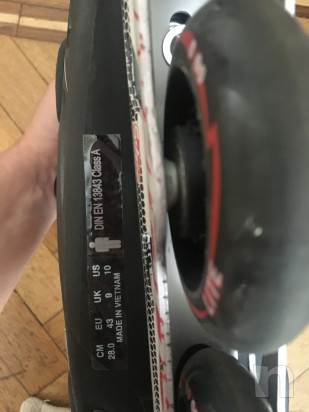 DIN EN 13843 Class A
CM EU UK US
28.0 43 9 10
MADE IN VIETNAM
n